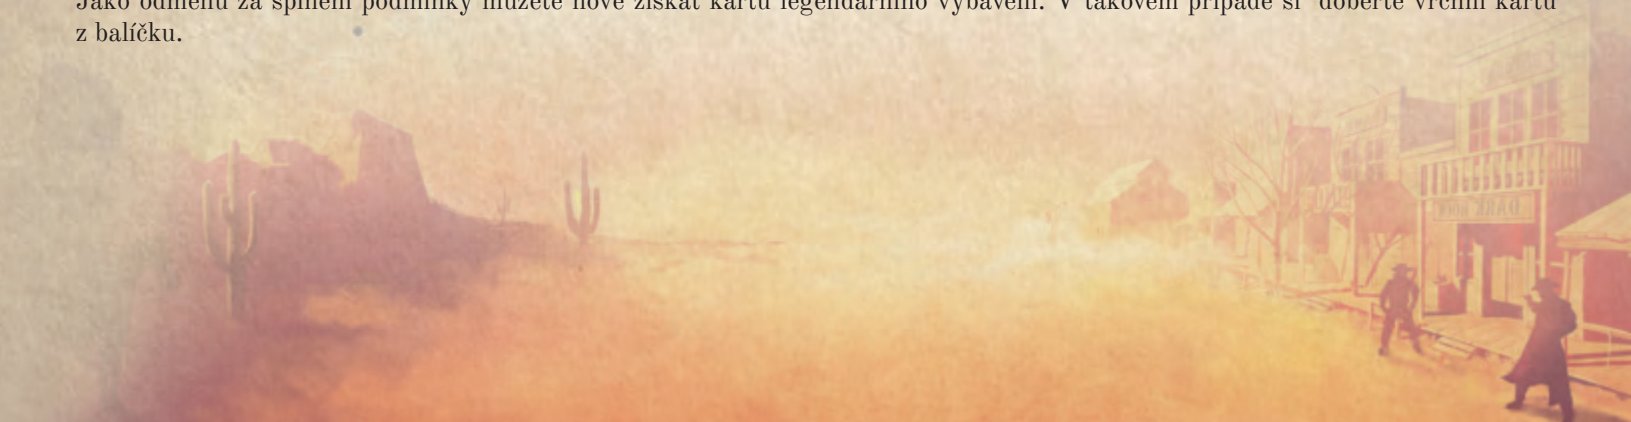 Jako odměnu za splnění podmínky můžete nově získat kartu legendárního vybavení. V takovém případě si doberte vrchní kartu
z balíčku.